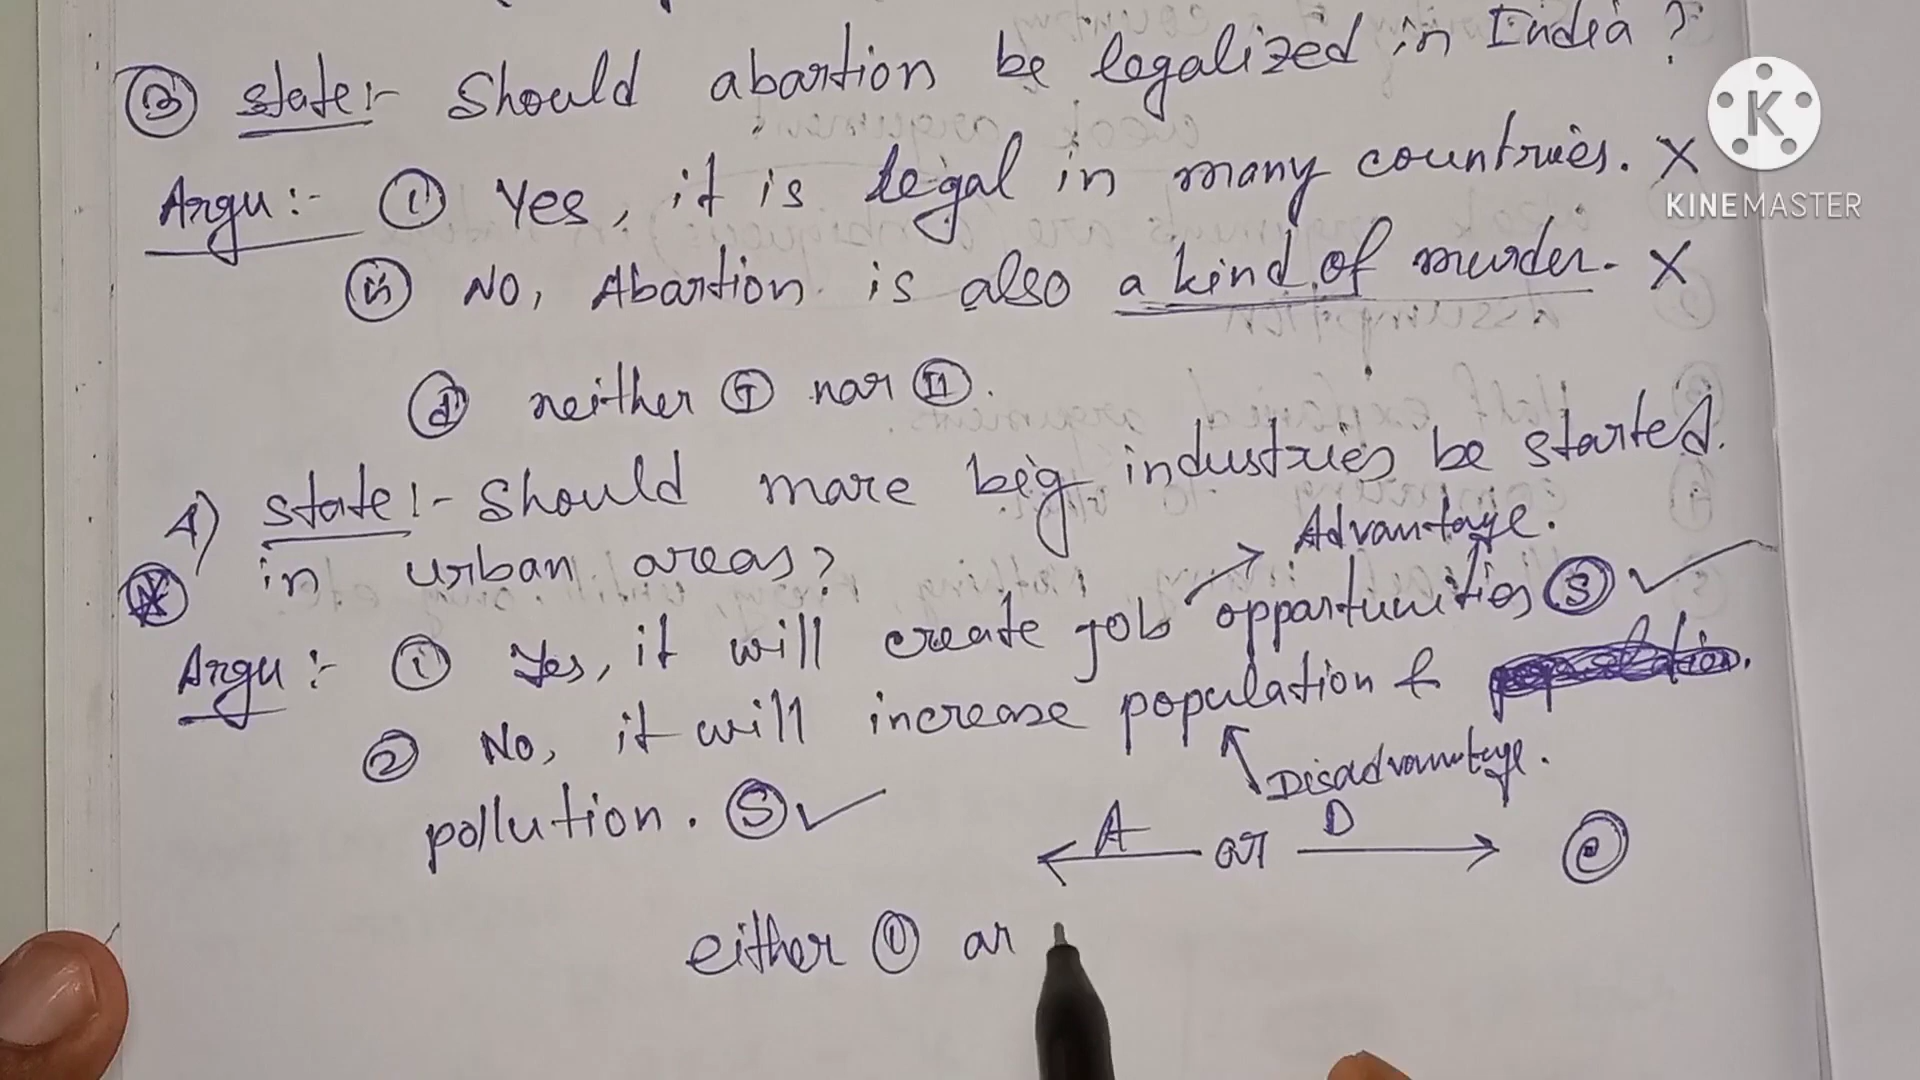 ③ state:- Should abartion be legalized in India?
Argu:- ① Yes, it is legal in many countries. X
ⅱ NO, Abartion is also a kind of murder. X
ⓓ neither Ⓘ nar Ⅱ.
4) state:- Should mare big industries be started.
in urban areas?
Advantage.
Argu:- ① Yes, it will create job oppartunities Ⓢ ✓
② No, it will increase population &
Disadvantage.
pollution. Ⓢ ✓
A or D
either ① ar
K
KINEMASTER